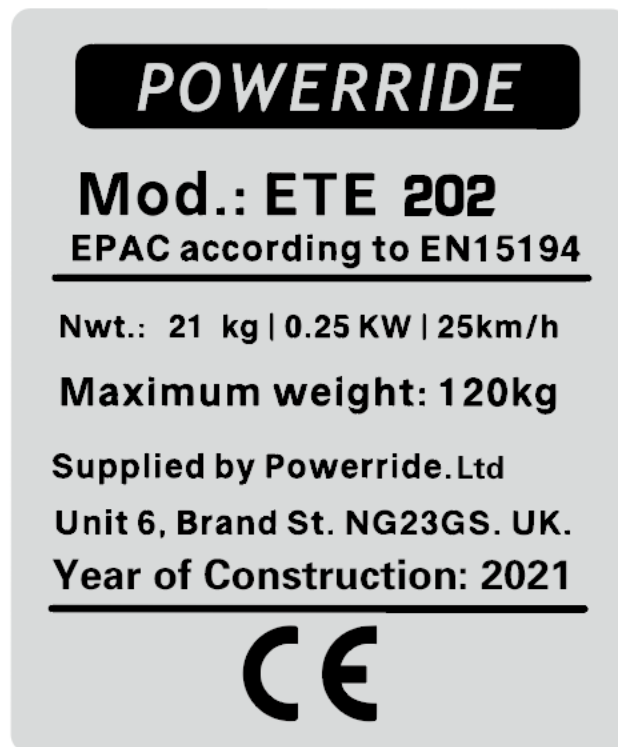 POWERRIDE
Mod.: ETE 202
EPAC according to EN15194
Nwt.: 21 kg | 0.25 KW | 25km/h
Maximum weight: 120kg
Supplied by Powerride.Ltd
Unit 6, Brand St. NG23GS. UK.
Year of Construction: 2021
CE